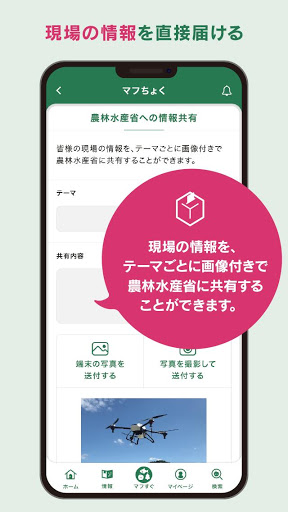 現場の情報を直接届ける
マフちょく
農林水産省への情報共有
皆様の現場の情報を、テーマごとに画像付きで
農林水産省に共有することができます。
テーマ
共有内容
現場の情報を、
テーマごとに画像付きで
農林水産省に共有する
ことができます。
端末の写真を
送付する
写真を撮影して
送付する
ホーム
情報
マフすぐ
マイページ
検索